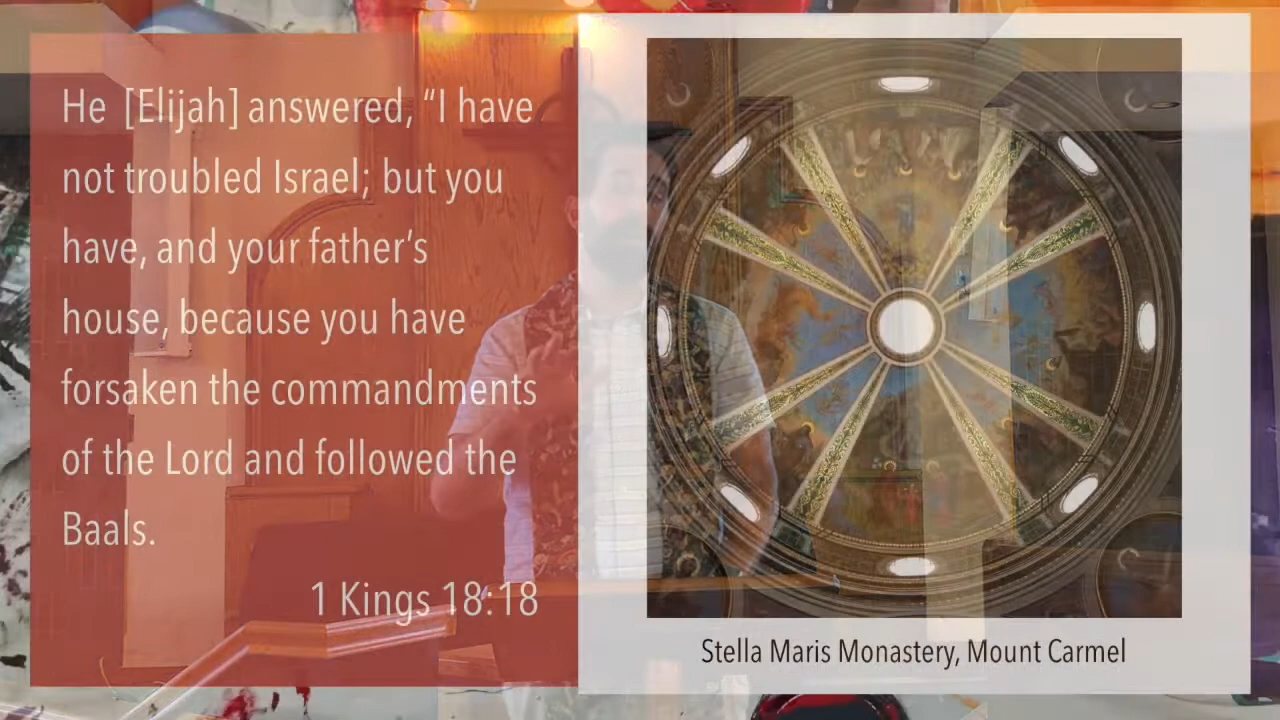 He [Elijah] answered, “I have
not troubled Israel; but you
have, and your father’s
house, because you have
forsaken the commandments
of the Lord and followed the
Baals.
1 Kings 18:18
Stella Maris Monastery, Mount Carmel